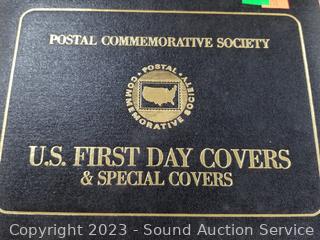 POSTAL COMMEMORATIVE SOCIETY
POSTAL
COMMEMORATIVE SOCIETY
U.S. FIRST DAY COVERS
& SPECIAL COVERS
Copyright 2023 - Sound Auction Service